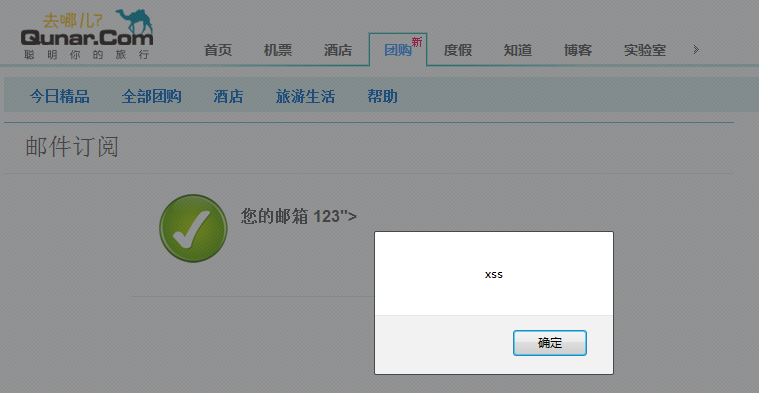 去哪儿?
Qunar.Com
聪明你的旅行
首页 机票 酒店 团购 新 度假 知道 博客 实验室
今日精品 全部团购 酒店 旅游生活 帮助
邮件订阅
您的邮箱 123">
xss
确定